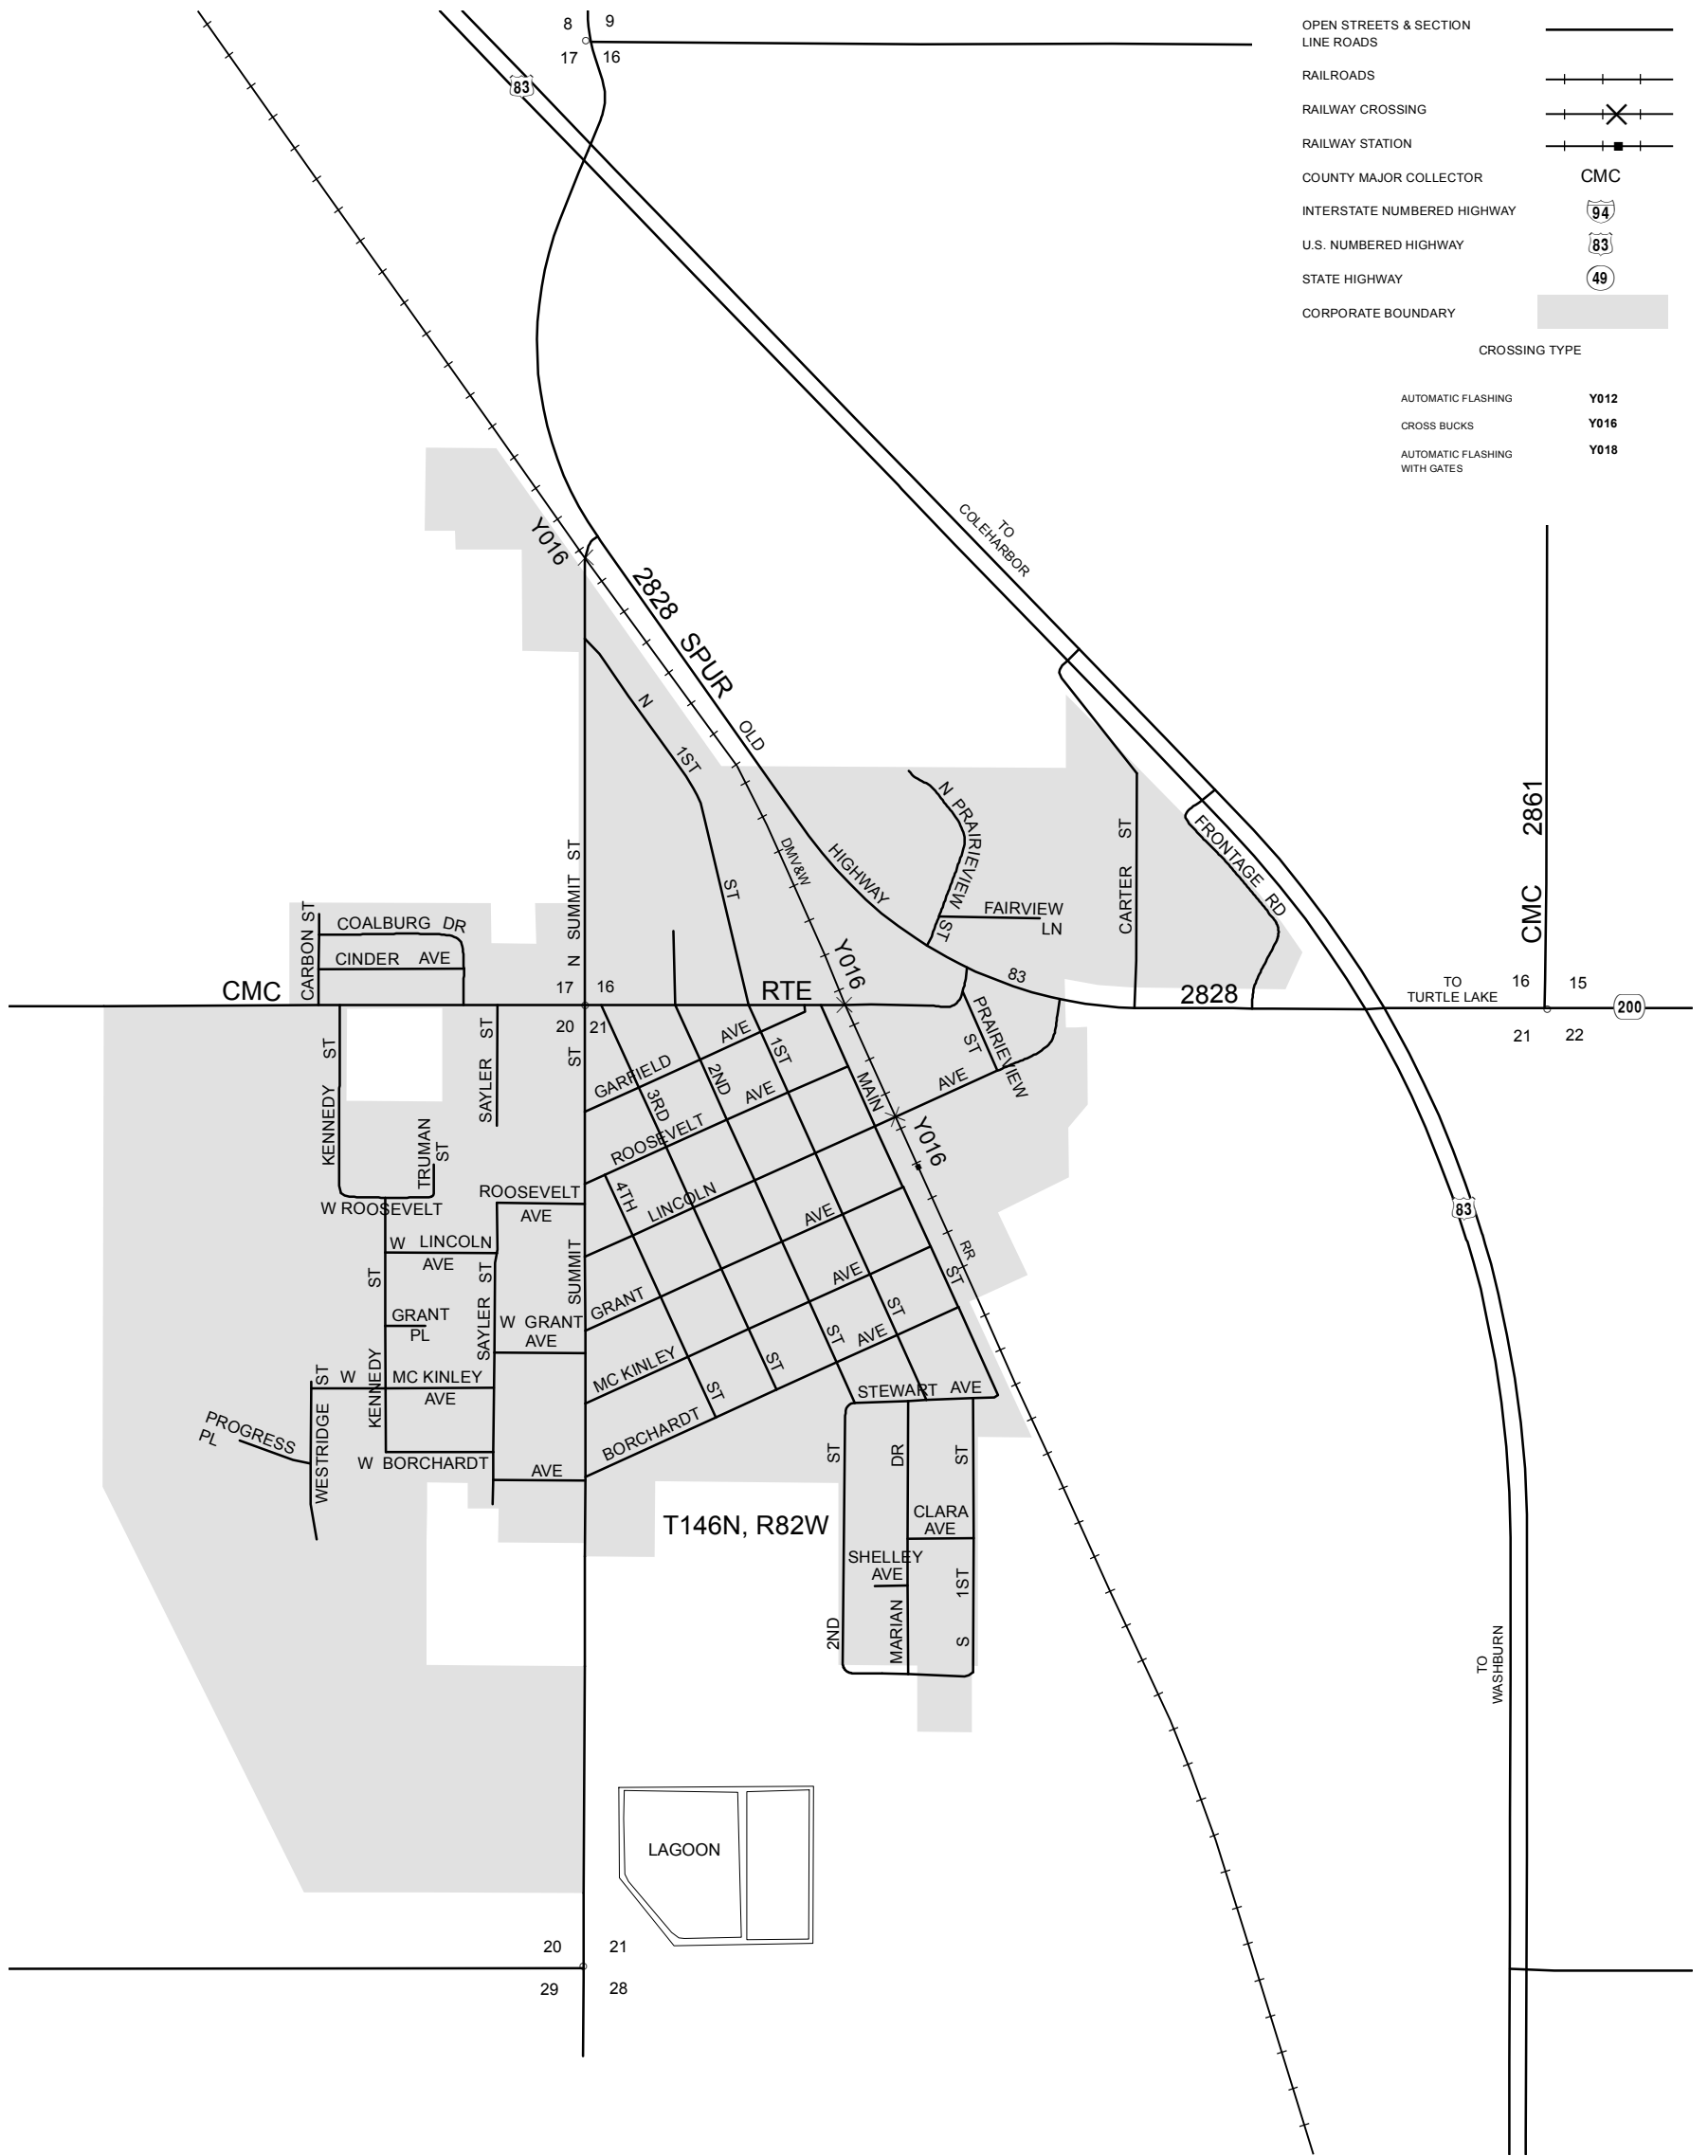 8 9
17 16
83
OPEN STREETS & SECTION
LINE ROADS
RAILROADS
RAILWAY CROSSING
RAILWAY STATION
COUNTY MAJOR COLLECTOR CMC
INTERSTATE NUMBERED HIGHWAY 94
U.S. NUMBERED HIGHWAY 83
STATE HIGHWAY 49
CORPORATE BOUNDARY
CROSSING TYPE
AUTOMATIC FLASHING Y012
CROSS BUCKS Y016
AUTOMATIC FLASHING Y018
WITH GATES
TO
COLEHARBOR
Y016
2828 SPUR
OLD
HIGHWAY
83
N 1ST ST
DMV&W
N PRAIRIEVIEW ST
FAIRVIEW
LN
CARTER ST
FRONTAGE RD
CMC 2861
N SUMMIT ST
CARBON ST
COALBURG DR
CINDER AVE
CMC
17 16
RTE
Y016
2828
TO
TURTLE LAKE
16 15
200
20 21
21 22
KENNEDY ST
SAYLER ST
ST
GARFIELD AVE
1ST
2ND
3RD
ROOSEVELT AVE
MAIN
AVE
PRAIRIEVIEW
ST
Y016
TRUMAN
ST
W ROOSEVELT
ROOSEVELT
AVE
4TH
LINCOLN
AVE
83
W LINCOLN
AVE
ST
SAYLER ST
SUMMIT
GRANT
AVE
RR
ST
GRANT
PL
W GRANT
AVE
ST
ST
AVE
W MC KINLEY
AVE
KENNEDY
MC KINLEY
ST
ST
STEWART AVE
WESTRIDGE ST
PROGRESS
PL
W BORCHARDT
AVE
BORCHARDT
ST
DR
ST
T146N, R82W
CLARA
AVE
SHELLEY
AVE
1ST
2ND
MARIAN
S
TO
WASHBURN
LAGOON
20 21
29 28